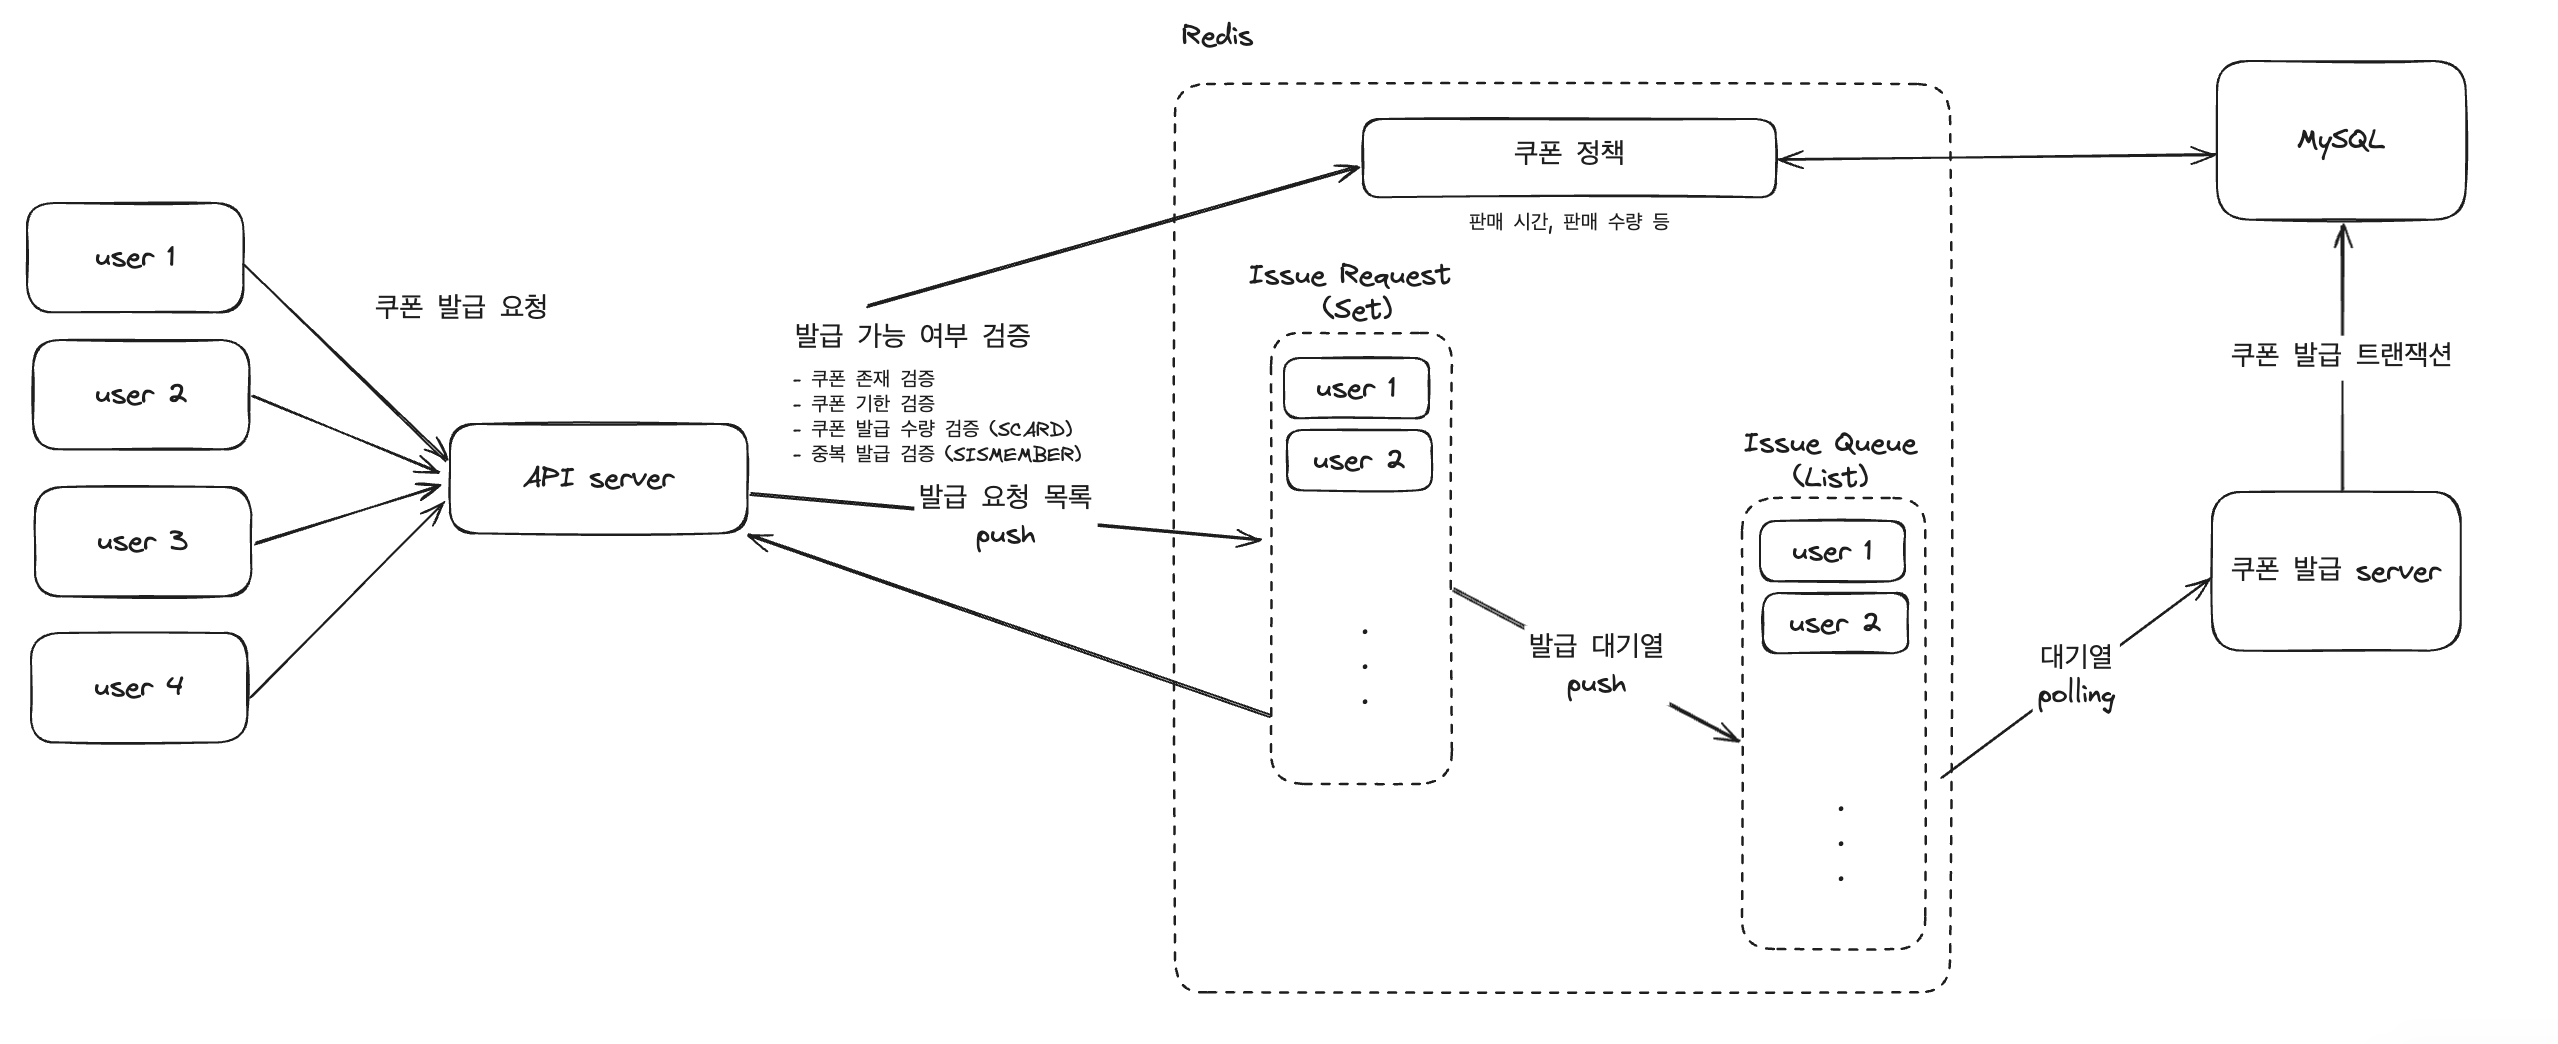 Redis
쿠폰 정책
판매 시간, 판매 수량 등
MySQL
user 1
user 2
user 3
user 4
쿠폰 발급 요청
API server
발급 가능 여부 검증
- 쿠폰 존재 검증
- 쿠폰 기한 검증
- 쿠폰 발급 수량 검증 (SCARD)
- 중복 발급 검증 (SISMEMBER)
발급 요청 목록
push
Issue Request
(Set)
user 1
user 2
.
.
.
발급 대기열
push
Issue Queue
(List)
user 1
user 2
.
.
.
대기열
polling
쿠폰 발급 트랜잭션
쿠폰 발급 server